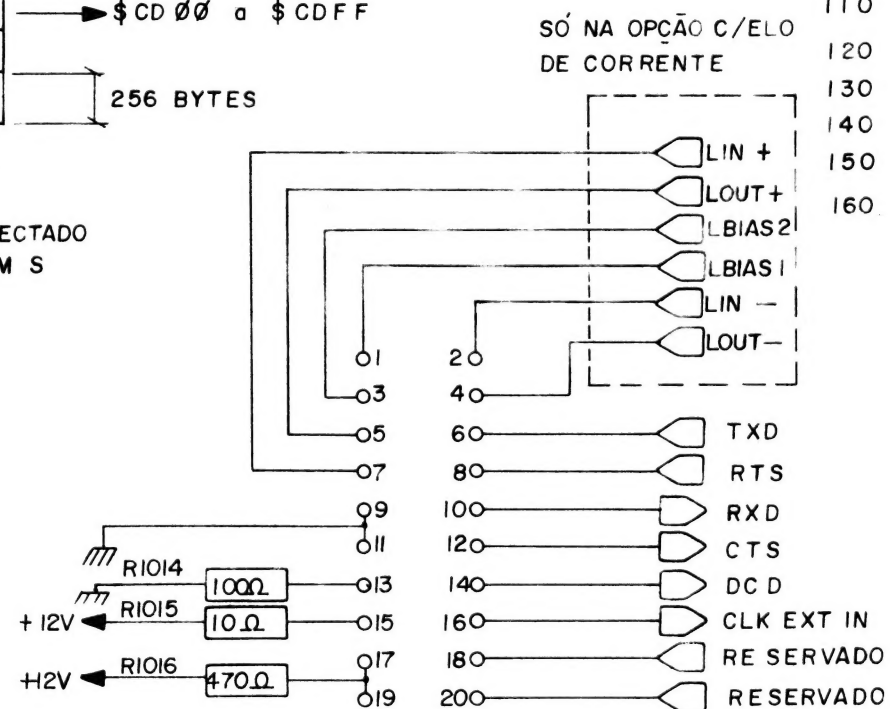 $CDØØ a $CDFF
SÓ NA OPÇÃO C/ELO
DE CORRENTE
110
120
130
140
150
160
256 BYTES
ECTADO
M S
LIN +
LOUT+
LBIAS2
LBIAS1
LIN -
LOUT-
1 2
3 4
5 6 TXD
7 8 RTS
9 10 RXD
11 12 CTS
R1014 100Ω 13 14 DCD
+12V R1015 10Ω 15 16 CLK EXT IN
17 18 RESERVADO
+12V R1016 470Ω
19 20 RESERVADO